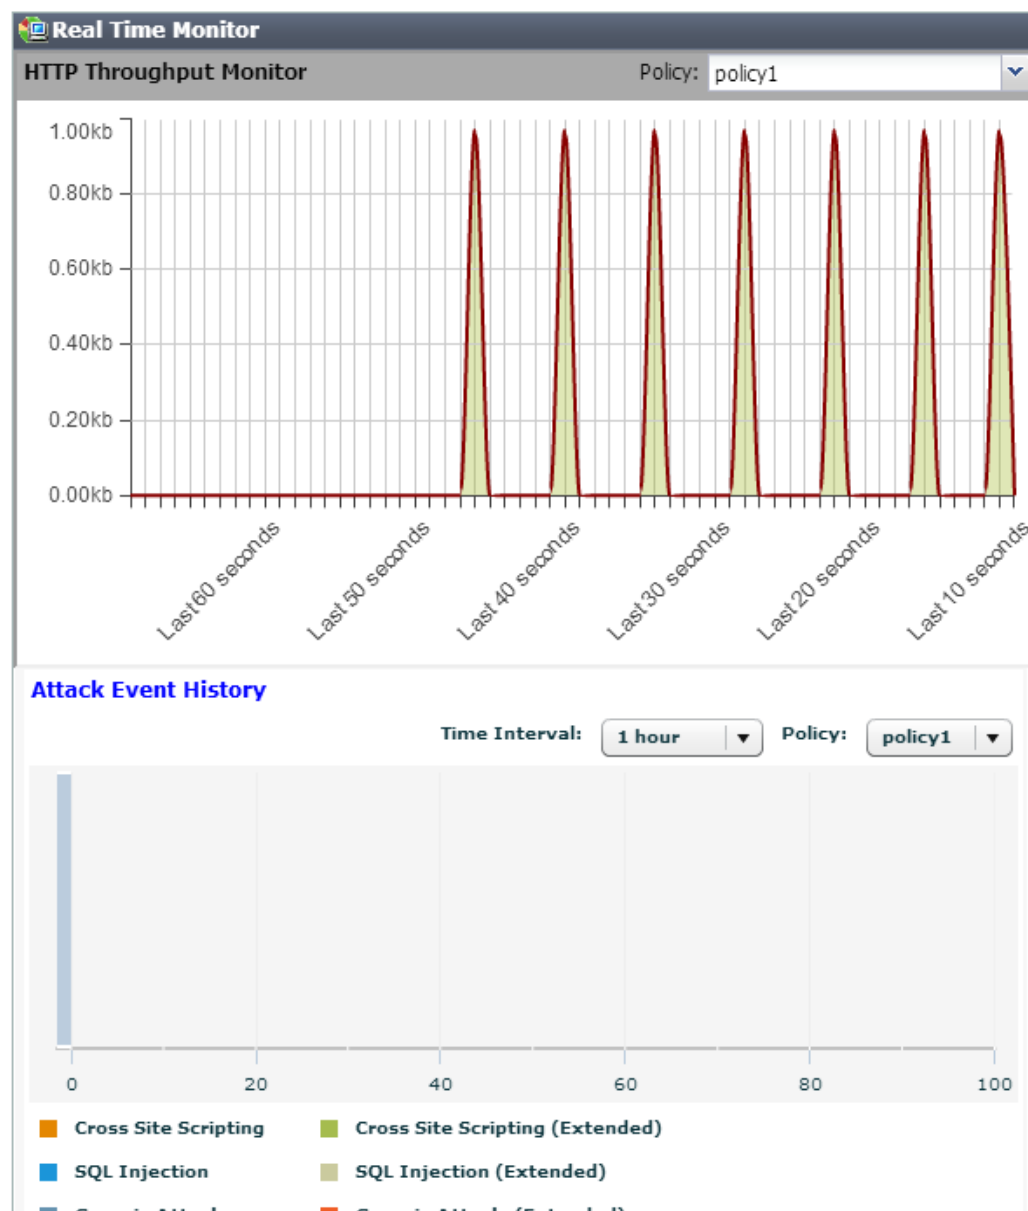 Real Time Monitor
HTTP Throughput Monitor Policy: policy1
1.00kb
0.80kb
0.60kb
0.40kb
0.20kb
0.00kb
Last 60 seconds Last 50 seconds Last 40 seconds Last 30 seconds Last 20 seconds Last 10 seconds
Attack Event History
Time Interval: 1 hour Policy: policy1
0 20 40 60 80 100
Cross Site Scripting Cross Site Scripting (Extended)
SQL Injection SQL Injection (Extended)